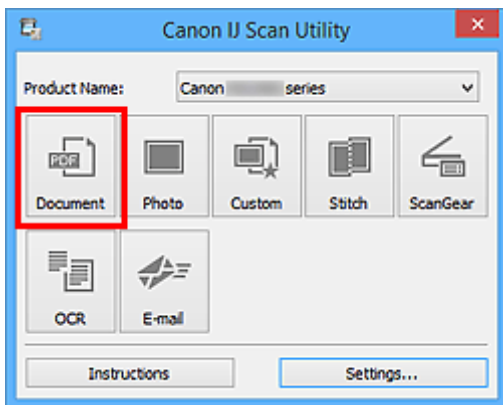 Canon IJ Scan Utility
Product Name: Canon series
PDF
Document Photo Custom Stitch ScanGear
OCR E-mail
Instructions Settings...